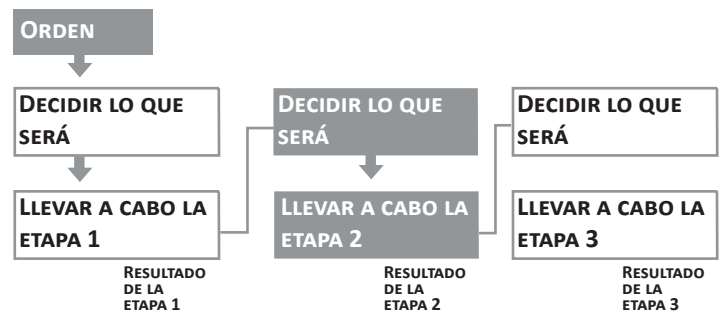 ORDEN
DECIDIR LO QUE
SERÁ
LLEVAR A CABO LA
ETAPA 1
RESULTADO
DE LA
ETAPA 1
DECIDIR LO QUE
SERÁ
LLEVAR A CABO LA
ETAPA 2
RESULTADO
DE LA
ETAPA 2
DECIDIR LO QUE
SERÁ
LLEVAR A CABO LA
ETAPA 3
RESULTADO
DE LA
ETAPA 3